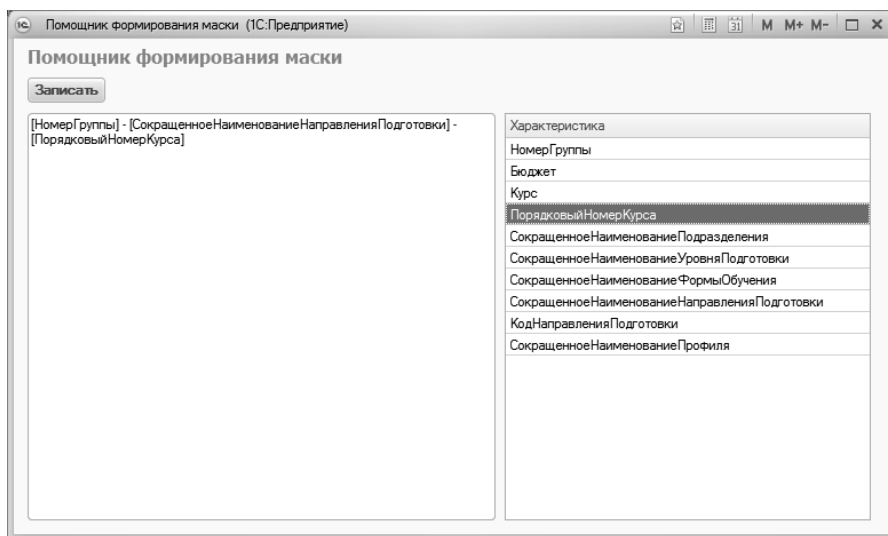 Помощник формирования маски (1С:Предприятие)
31 M M+ M-
Помощник формирования маски
Записать
[НомерГруппы] - [СокращенноеНаименованиеНаправленияПодготовки] -
[ПорядковыйНомерКурса]
Характеристика
НомерГруппы
Бюджет
Курс
ПорядковыйНомерКурса
СокращенноеНаименованиеПодразделения
СокращенноеНаименованиеУровняПодготовки
СокращенноеНаименованиеФормыОбучения
СокращенноеНаименованиеНаправленияПодготовки
КодНаправленияПодготовки
СокращенноеНаименованиеПрофиля